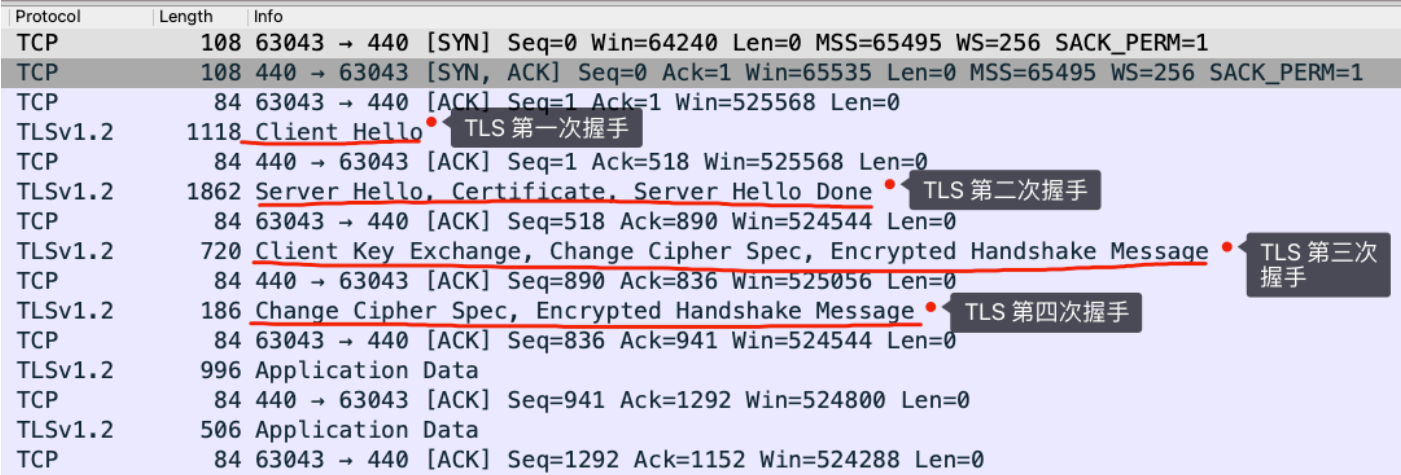 Protocol Length Info
TCP 108 63043 → 440 [SYN] Seq=0 Win=64240 Len=0 MSS=65495 WS=256 SACK_PERM=1
TCP 108 440 → 63043 [SYN, ACK] Seq=0 Ack=1 Win=65535 Len=0 MSS=65495 WS=256 SACK_PERM=1
TCP 84 63043 → 440 [ACK] Seq=1 Ack=1 Win=525568 Len=0
TLSv1.2 1118 Client Hello TLS 第一次握手
TCP 84 440 → 63043 [ACK] Seq=1 Ack=518 Win=525568 Len=0
TLSv1.2 1862 Server Hello, Certificate, Server Hello Done TLS 第二次握手
TCP 84 63043 → 440 [ACK] Seq=518 Ack=890 Win=524544 Len=0
TLSv1.2 720 Client Key Exchange, Change Cipher Spec, Encrypted Handshake Message TLS 第三次
握手
TCP 84 440 → 63043 [ACK] Seq=890 Ack=836 Win=525056 Len=0
TLSv1.2 186 Change Cipher Spec, Encrypted Handshake Message TLS 第四次握手
TCP 84 63043 → 440 [ACK] Seq=836 Ack=941 Win=524544 Len=0
TLSv1.2 996 Application Data
TCP 84 440 → 63043 [ACK] Seq=941 Ack=1292 Win=524800 Len=0
TLSv1.2 506 Application Data
TCP 84 63043 → 440 [ACK] Seq=1292 Ack=1152 Win=524288 Len=0